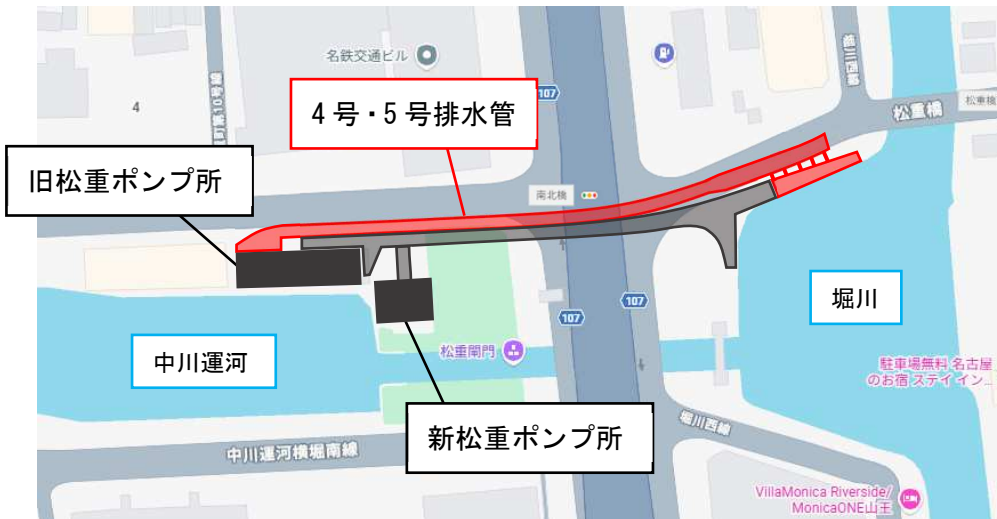 名鉄交通ビル
107
堀川西線
松重橋
松重橋
4
4号・5号排水管
旧松重ポンプ所
南北橋
107
107
堀川
中川運河
松重閘門
駐車場無料 名古屋
のお宿 ステイ イン...
新松重ポンプ所
堀川西線
中川運河横堀南線
VillaMonica Riverside/
MonicaONE山王